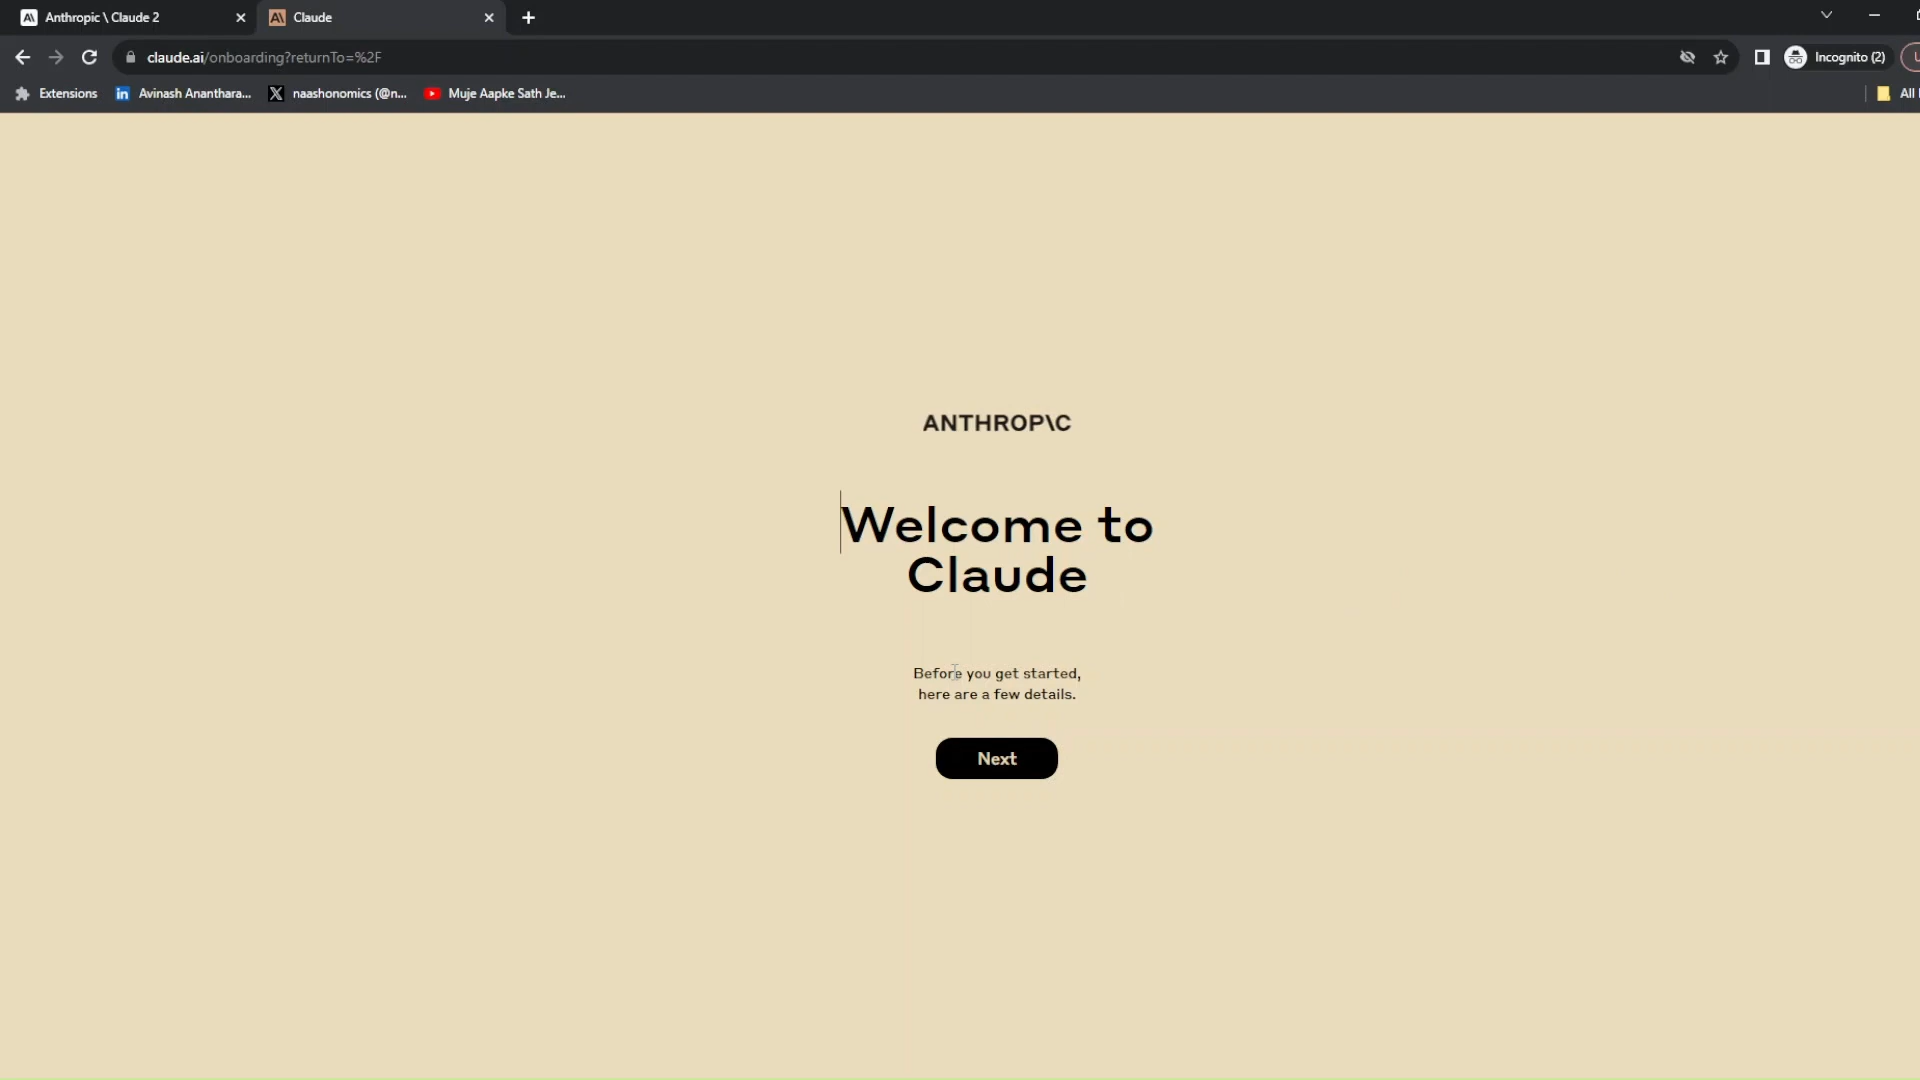 Anthropic \ Claude 2
Claude
claude.ai/onboarding?returnTo=%2F
Incognito (2)
Extensions
Avinash Ananthara...
naashonomics (@n...
Muje Aapke Sath Je...
All
ANTHROP\C
Welcome to
Claude
Before you get started,
here are a few details.
Next